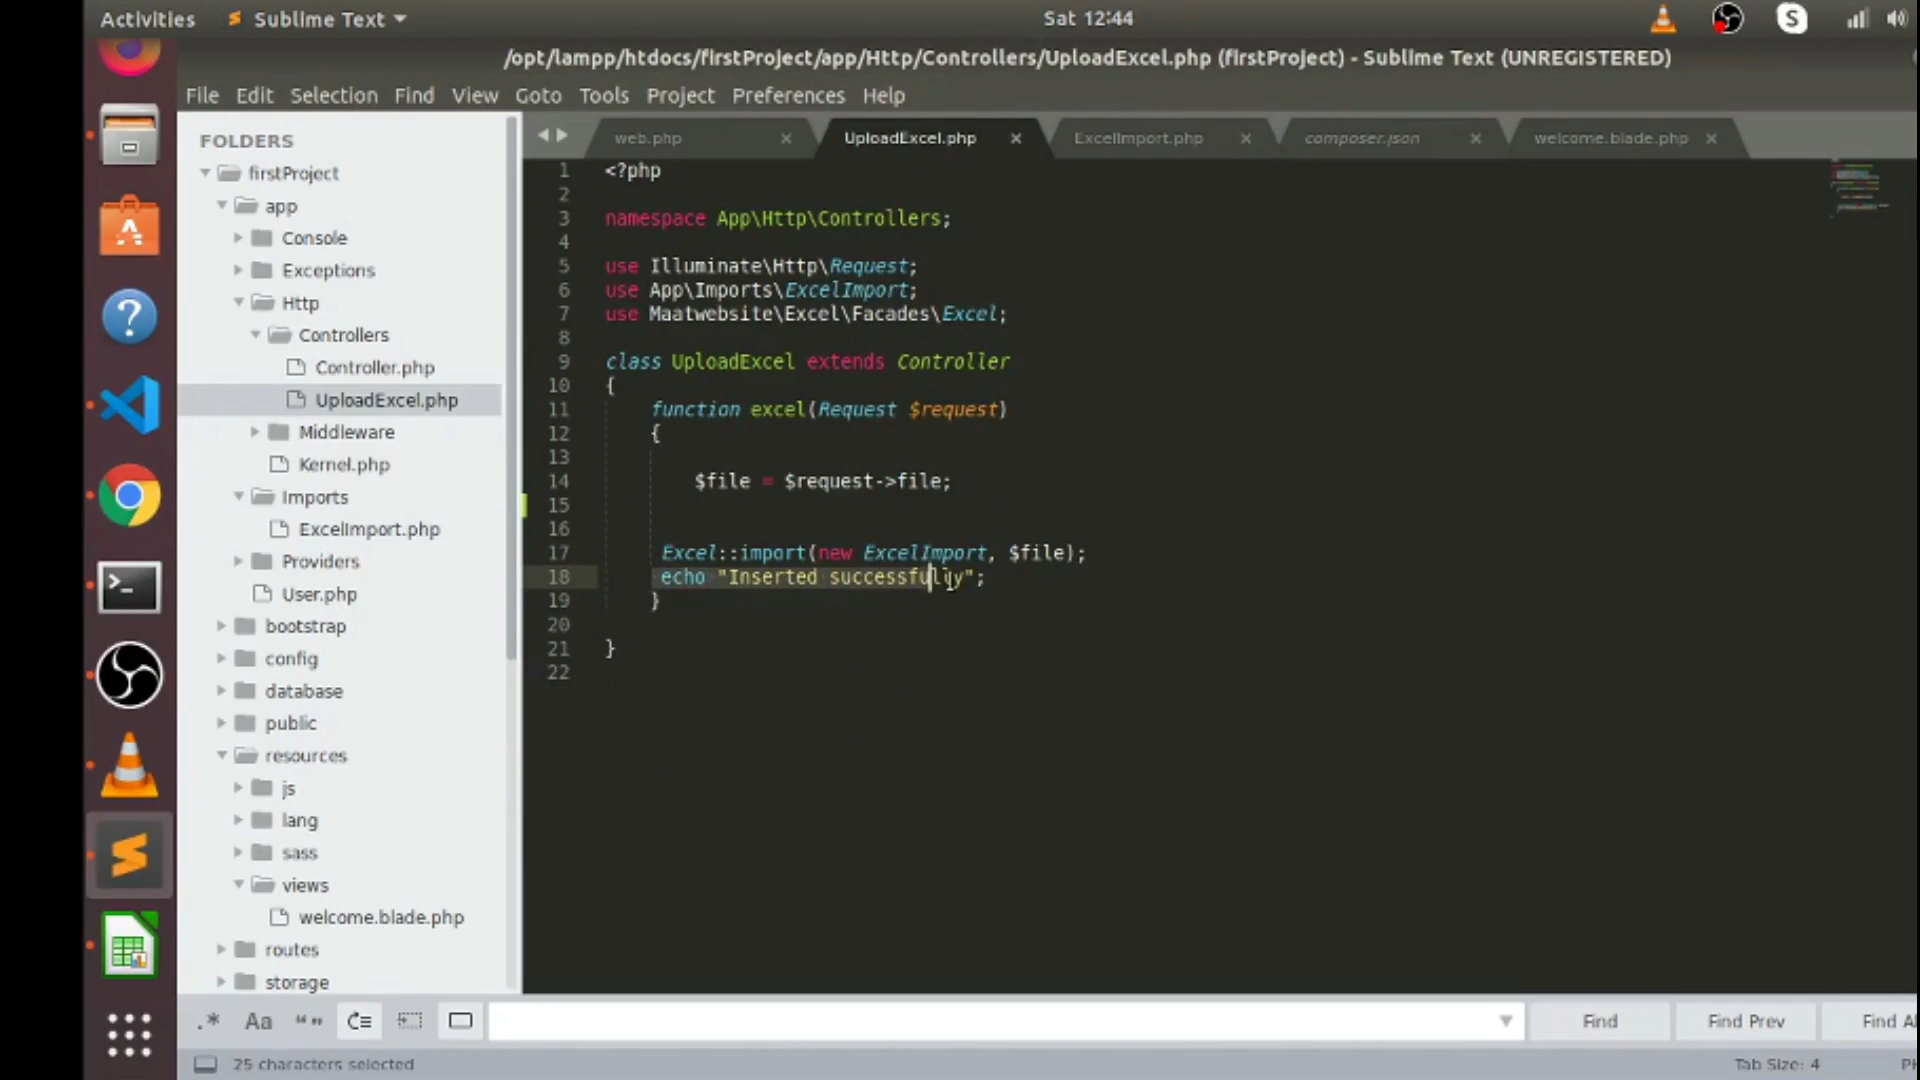 Activities Sublime Text Sat 12:44
/opt/lampp/htdocs/firstProject/app/Http/Controllers/UploadExcel.php (firstProject) - Sublime Text (UNREGISTERED)
File Edit Selection Find View Goto Tools Project Preferences Help
FOLDERS
firstProject
app
Console
Exceptions
Http
Controllers
Controller.php
UploadExcel.php
Middleware
Kernel.php
Imports
ExcelImport.php
Providers
User.php
bootstrap
config
database
public
resources
js
lang
sass
views
welcome.blade.php
routes
storage
web.php UploadExcel.php ExcelImport.php composer.json welcome.blade.php
1 <?php
2
3 namespace App\Http\Controllers;
4
5 use Illuminate\Http\Request;
6 use App\Imports\ExcelImport;
7 use Maatwebsite\Excel\Facades\Excel;
8
9 class UploadExcel extends Controller
10 {
11 function excel(Request $request)
12 {
13
14 $file = $request->file;
15
16
17 Excel::import(new ExcelImport, $file);
18 echo "Inserted successfully";
19 }
20
21 }
22
.* Aa “” Find Find Prev Find Al
25 characters selected Tab Size: 4